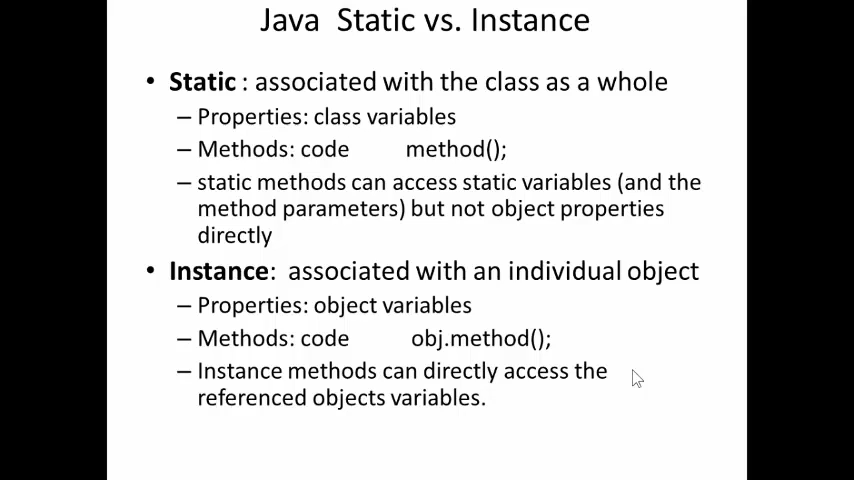 Java  Static vs. Instance
• Static : associated with the class as a whole
– Properties: class variables
– Methods: code method();
– static methods can access static variables (and the
method parameters) but not object properties
directly
• Instance:  associated with an individual object
– Properties: object variables
– Methods: code obj.method();
– Instance methods can directly access the
referenced objects variables.